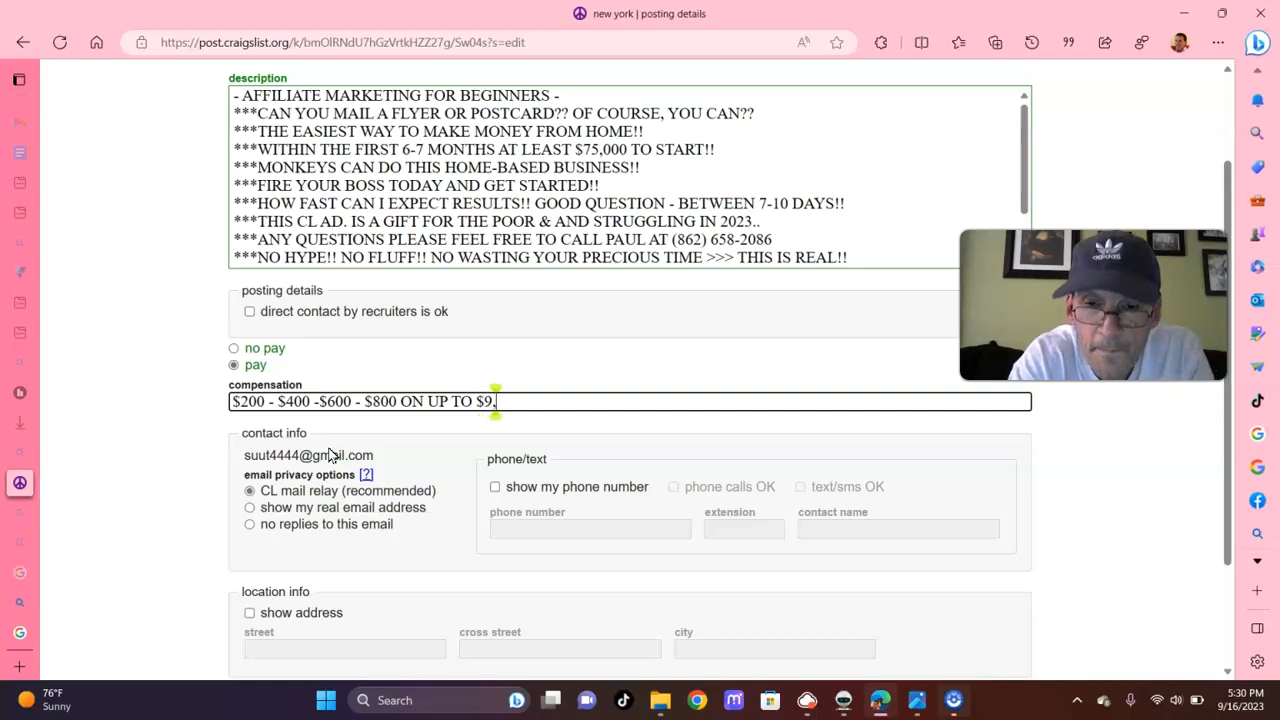 new york | posting details
https://post.craigslist.org/k/bmOlRNdU7hGzVrtkHZZ27g/Sw04s?s=edit
description
- AFFILIATE MARKETING FOR BEGINNERS -
***CAN YOU MAIL A FLYER OR POSTCARD?? OF COURSE, YOU CAN??
***THE EASIEST WAY TO MAKE MONEY FROM HOME!!
***WITHIN THE FIRST 6-7 MONTHS AT LEAST $75,000 TO START!!
***MONKEYS CAN DO THIS HOME-BASED BUSINESS!!
***FIRE YOUR BOSS TODAY AND GET STARTED!!
***HOW FAST CAN I EXPECT RESULTS!! GOOD QUESTION - BETWEEN 7-10 DAYS!!
***THIS CL AD. IS A GIFT FOR THE POOR & AND STRUGGLING IN 2023..
***ANY QUESTIONS PLEASE FEEL FREE TO CALL PAUL AT (862) 658-2086
***NO HYPE!! NO FLUFF!! NO WASTING YOUR PRECIOUS TIME >>> THIS IS REAL!!
posting details
direct contact by recruiters is ok
no pay
pay
compensation
$200 - $400 -$600 - $800 ON UP TO $9,
contact info
suut4444@gmail.com
email privacy options [?]
CL mail relay (recommended)
show my real email address
no replies to this email
phone/text
show my phone number
phone calls OK
text/sms OK
phone number
extension
contact name
location info
show address
street
cross street
city
76°F
Sunny
Search
5:30 PM
9/16/2023